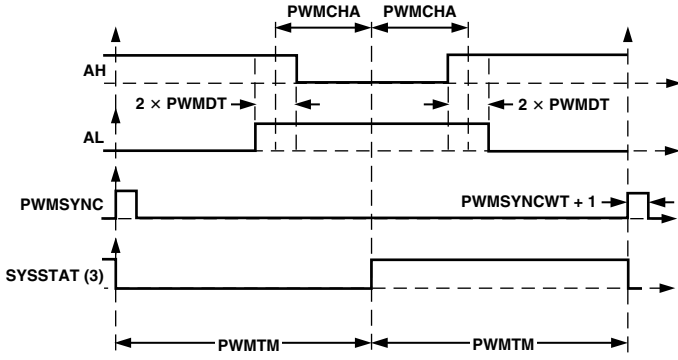 PWMCHA PWMCHA
AH
2 × PWMDT 2 × PWMDT
AL
PWMSYNC PWMSYNCWT + 1
SYSSTAT (3)
PWMTM PWMTM